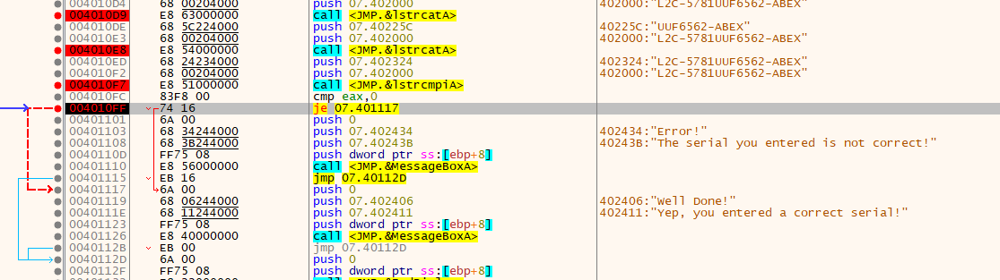 004010D4 68 00204000 push 07.402000 402000:"L2C-5781UUF6562-ABEX"
004010D9 E8 63000000 call <JMP.&lstrcatA>
004010DE 68 5C224000 push 07.40225C 40225C:"UUF6562-ABEX"
004010E3 68 00204000 push 07.402000 402000:"L2C-5781UUF6562-ABEX"
004010E8 E8 54000000 call <JMP.&lstrcatA>
004010ED 68 24234000 push 07.402324 402324:"L2C-5781UUF6562-ABEX"
004010F2 68 00204000 push 07.402000 402000:"L2C-5781UUF6562-ABEX"
004010F7 E8 51000000 call <JMP.&lstrcmpiA>
004010FC 83F8 00 cmp eax,0
004010FF 74 16 je 07.401117
00401101 6A 00 push 0
00401103 68 34244000 push 07.402434 402434:"Error!"
00401108 68 3B244000 push 07.40243B 40243B:"The serial you entered is not correct!"
0040110D FF75 08 push dword ptr ss:[ebp+8]
00401110 E8 56000000 call <JMP.&MessageBoxA>
00401115 EB 16 jmp 07.40112D
00401117 6A 00 push 0
00401119 68 06244000 push 07.402406 402406:"Well Done!"
0040111E 68 11244000 push 07.402411 402411:"Yep, you entered a correct serial!"
00401123 FF75 08 push dword ptr ss:[ebp+8]
00401126 E8 40000000 call <JMP.&MessageBoxA>
0040112B EB 00 jmp 07.40112D
0040112D 6A 00 push 0
0040112F FF75 08 push dword ptr ss:[ebp+8]